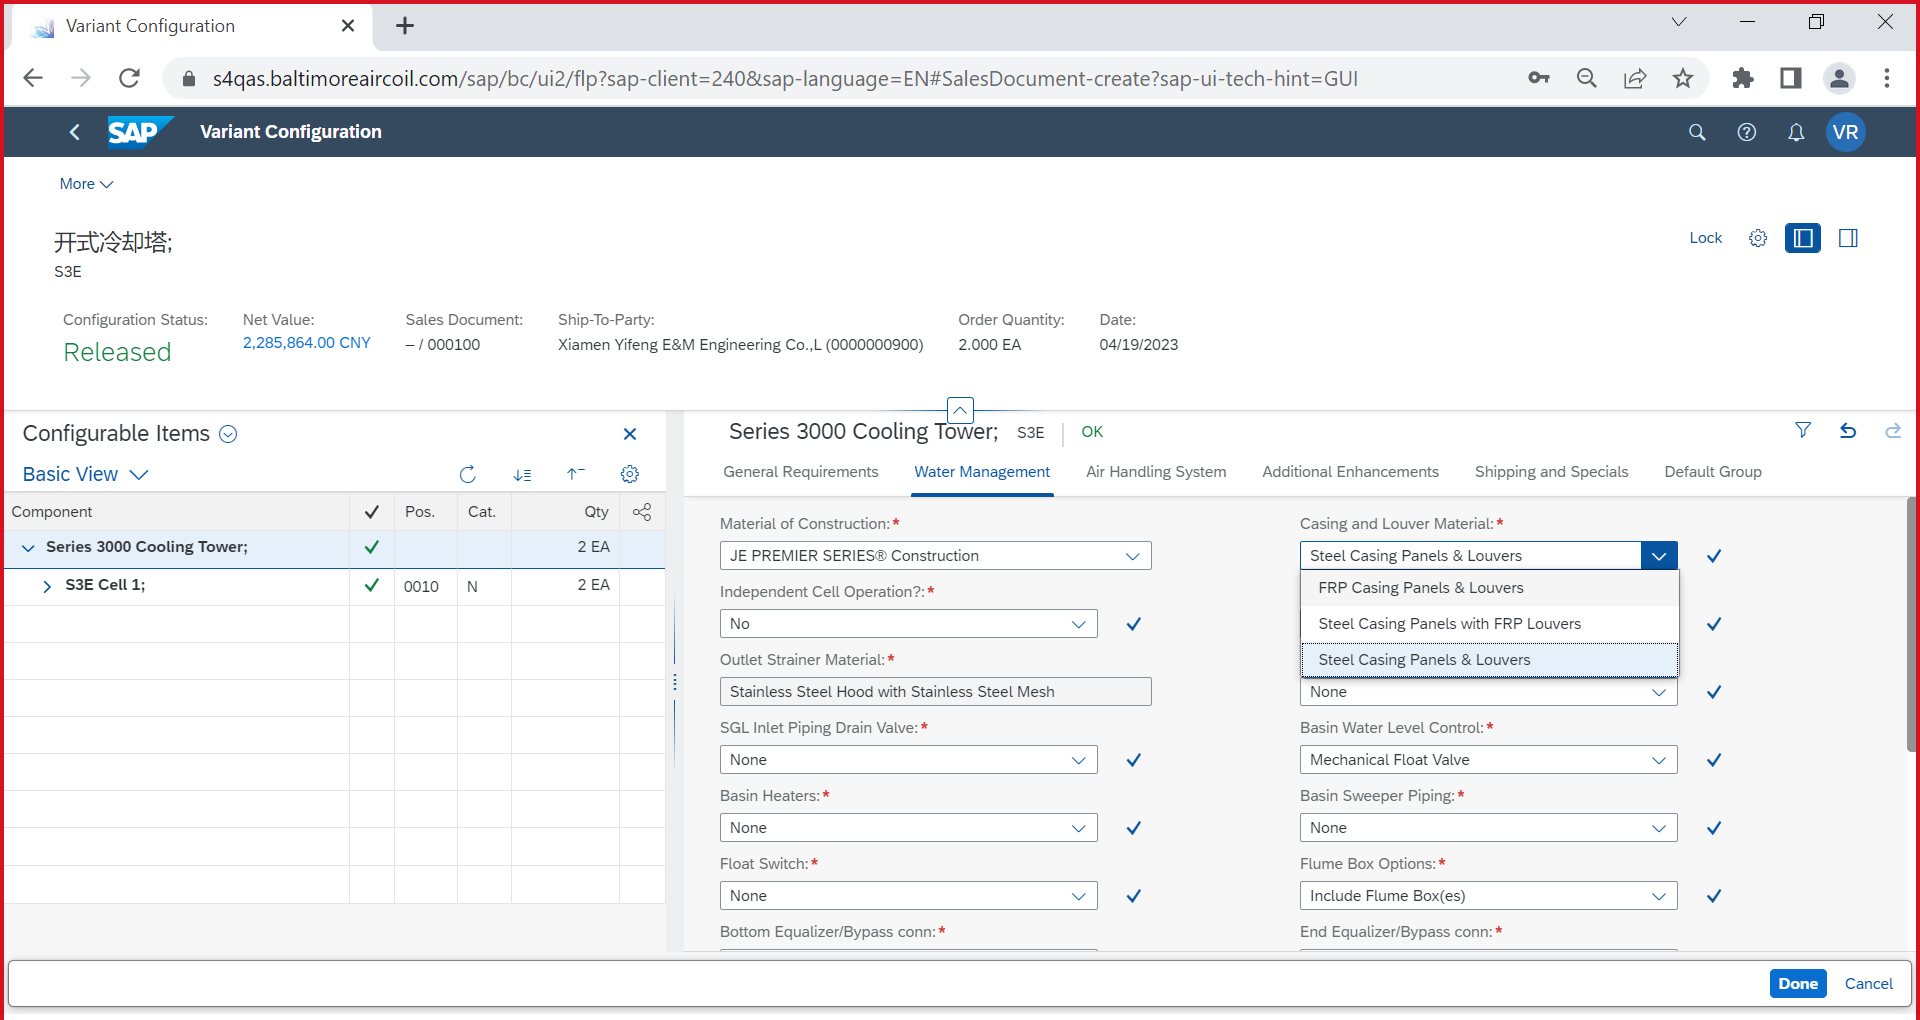 Variant Configuration
s4qas.baltimoreaircoil.com/sap/bc/ui2/flp?sap-client=240&sap-language=EN#SalesDocument-create?sap-ui-tech-hint=GUI
SAP Variant Configuration VR
More
开式冷却塔;
S3E
Lock
Configuration Status: Net Value: Sales Document: Ship-To-Party: Order Quantity: Date:
Released 2,285,864.00 CNY – / 000100 Xiamen Yifeng E&M Engineering Co.,L (0000000900) 2.000 EA 04/19/2023
Configurable Items
Basic View
Component Pos. Cat. Qty
Series 3000 Cooling Tower; 2 EA
S3E Cell 1; 0010 N 2 EA
Series 3000 Cooling Tower; S3E OK
General Requirements Water Management Air Handling System Additional Enhancements Shipping and Specials Default Group
Material of Construction:* Casing and Louver Material:*
JE PREMIER SERIES® Construction Steel Casing Panels & Louvers
FRP Casing Panels & Louvers
Independent Cell Operation?:*
No Steel Casing Panels with FRP Louvers
Outlet Strainer Material:* Steel Casing Panels & Louvers
Stainless Steel Hood with Stainless Steel Mesh None
SGL Inlet Piping Drain Valve:* Basin Water Level Control:*
None Mechanical Float Valve
Basin Heaters:* Basin Sweeper Piping:*
None None
Float Switch:* Flume Box Options:*
None Include Flume Box(es)
Bottom Equalizer/Bypass conn:* End Equalizer/Bypass conn:*
Done Cancel